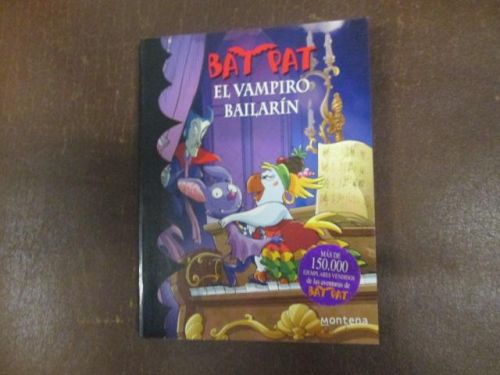 BAT PAT
EL VAMPIRO
BAILARÍN
MÁS DE
150.000
EJEMPLARES VENDIDOS
de las aventuras de
BAT PAT
montena